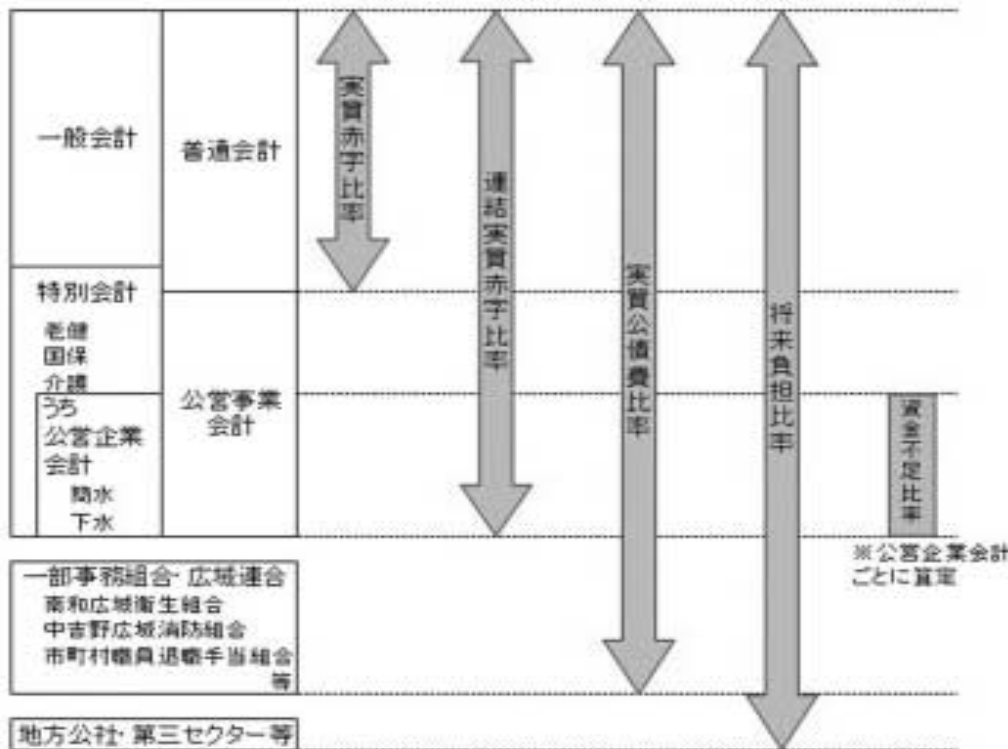 一般会計
普通会計
特別会計
老健
国保
介護
うち
公営企業
会計
簡水
下水
公営事業
会計
実質赤字比率
連結実質赤字比率
実質公債費比率
将来負担比率
資金不足比率
※公営企業会計
ごとに算定
一部事務組合・広域連合
南和広域衛生組合
中吉野広域消防組合
市町村職員退職手当組合
等
地方公社・第三セクター等